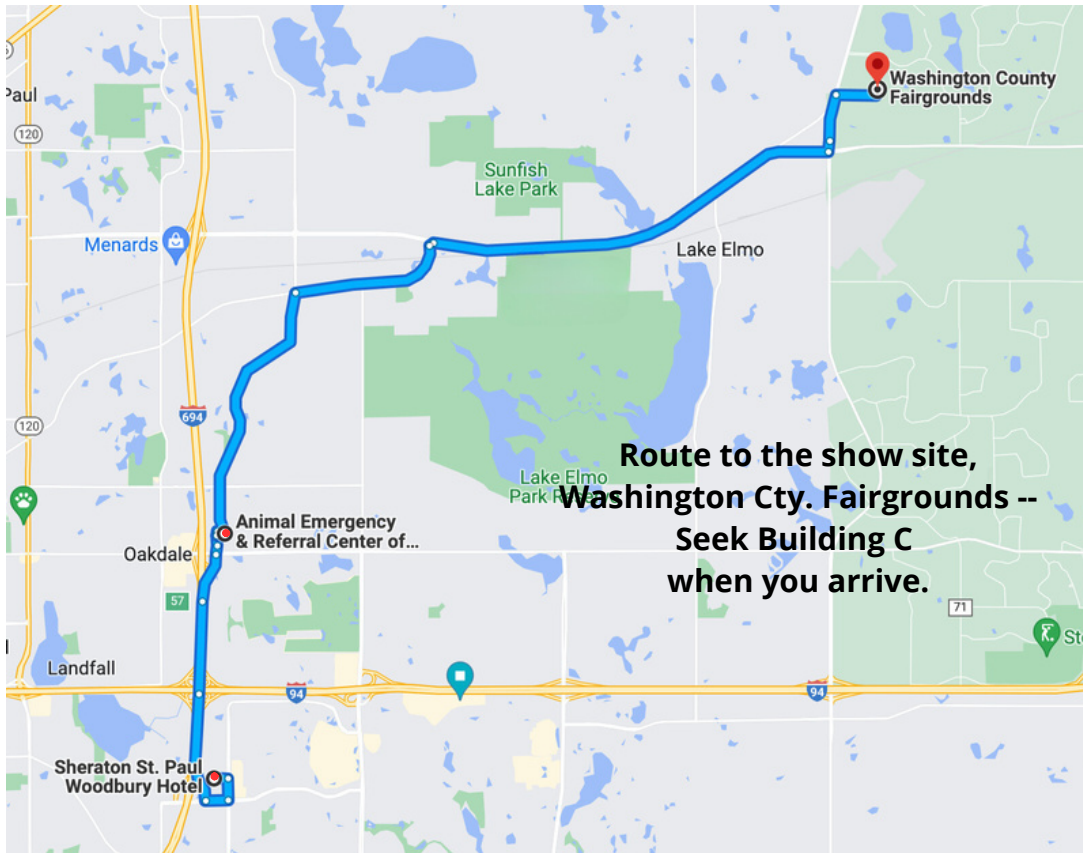 Paul
120
Washington County
Fairgrounds
Sunfish
Lake Park
Menards
Lake Elmo
694
120
Route to the show site,
Lake Elmo
Washington Cty. Fairgrounds --
Seek Building C
when you arrive.
Animal Emergency
& Referral Center of...
Oakdale
57
71
Landfall
94
94
Sheraton St. Paul
Woodbury Hotel